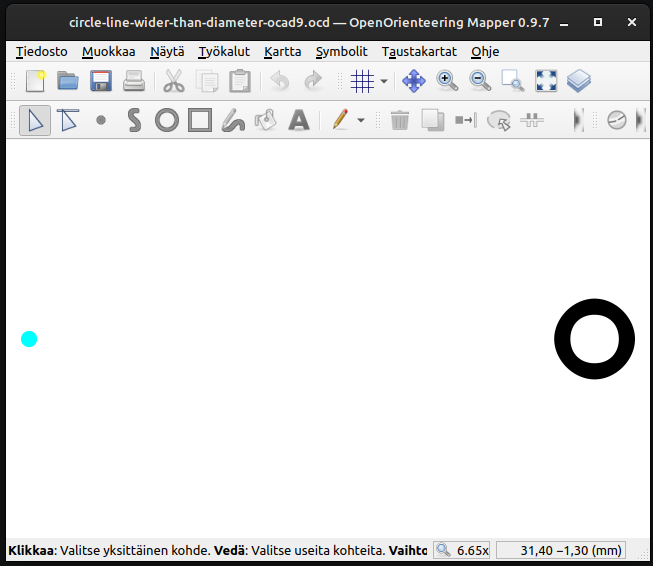 circle-line-wider-than-diameter-ocad9.ocd — OpenOrienteering Mapper 0.9.7
Tiedosto Muokkaa Näytä Työkalut Kartta Symbolit Taustakartat Ohje
Klikkaa: Valitse yksittäinen kohde. Vedä: Valitse useita kohteita. Vaihto 6.65x 31,40 −1,30 (mm)